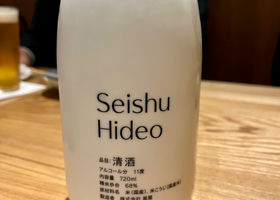 Seishu
Hideo
品目: 清酒
アルコール分 11度
内容量 720ml
精米歩合 68%
原材料名 米(国産)、米こうじ(国産米)
製造者 株式会社